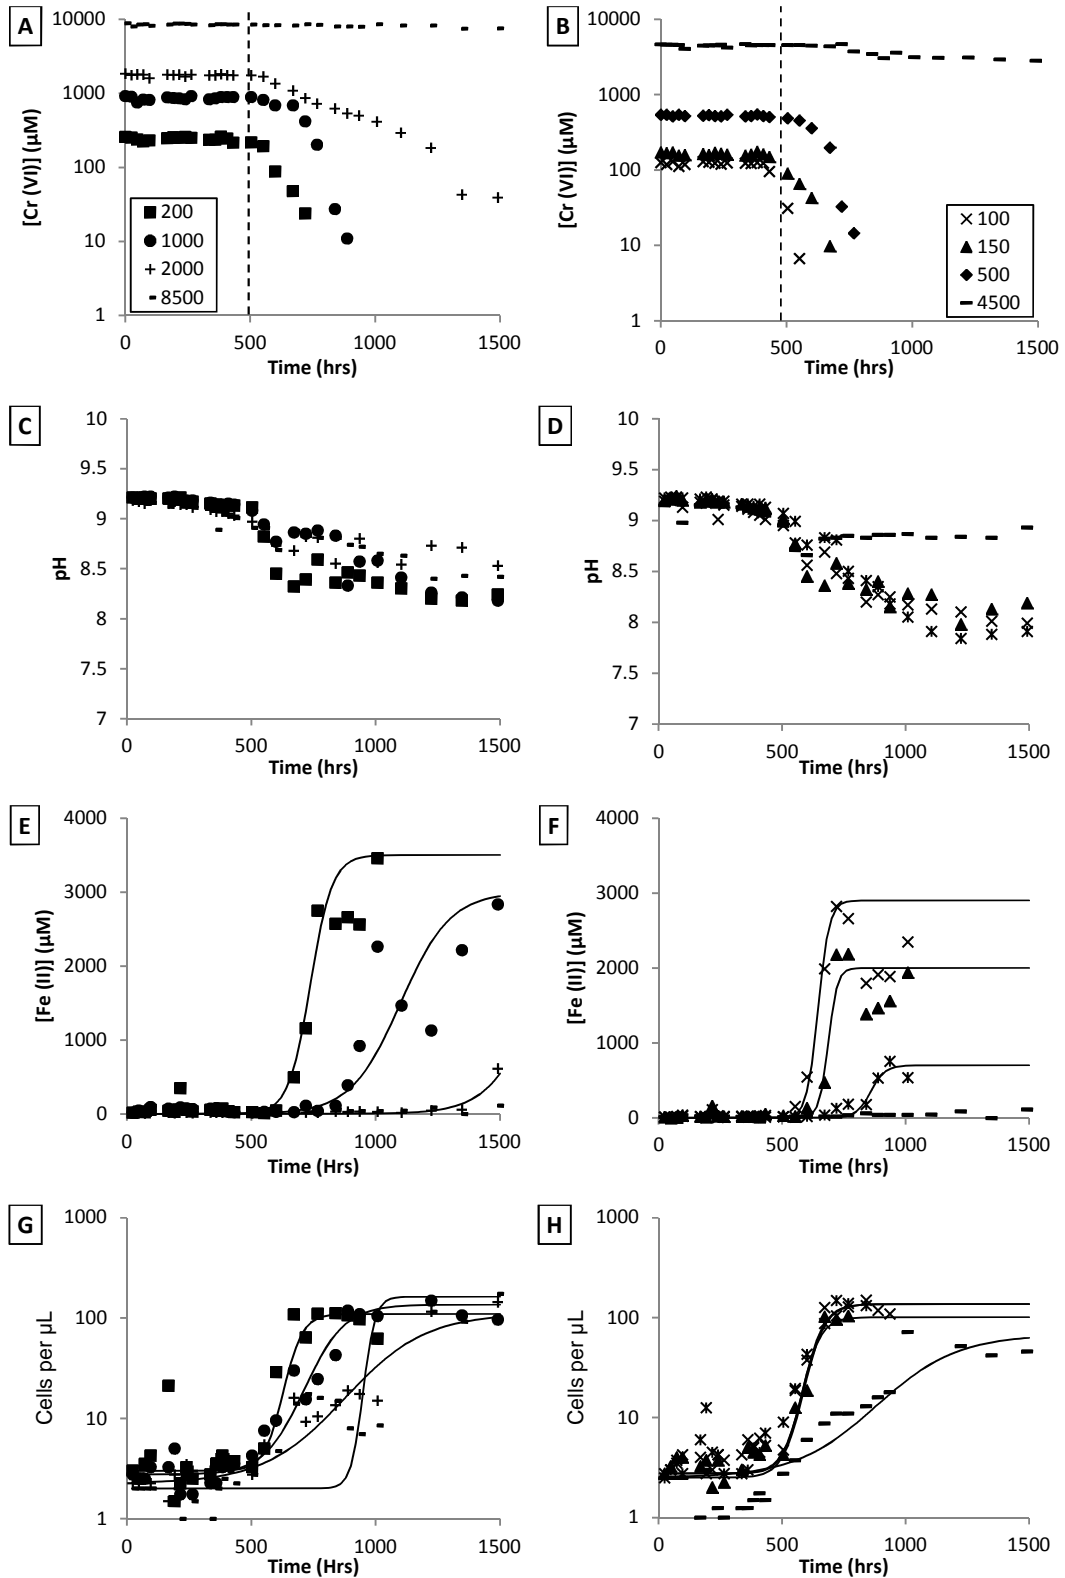 A
10000
1000
100
10
1
[Cr (VI)] (µM)
200
1000
2000
8500
0 500 1000 1500
Time (hrs)
B
10000
1000
100
10
1
[Cr (VI)] (µM)
100
150
500
4500
0 500 1000 1500
Time (hrs)
C
10
9.5
9
8.5
8
7.5
7
pH
0 500 1000 1500
Time (hrs)
D
10
9.5
9
8.5
8
7.5
7
pH
0 500 1000 1500
Time (hrs)
E
4000
3000
2000
1000
0
[Fe (II)] (µM)
0 500 1000 1500
Time (Hrs)
F
4000
3000
2000
1000
0
[Fe (II)] (µM)
0 500 1000 1500
Time (hrs)
G
1000
100
10
1
Cells per µL
0 500 1000 1500
Time (Hrs)
H
1000
100
10
1
Cells per µL
0 500 1000 1500
Time (hrs)